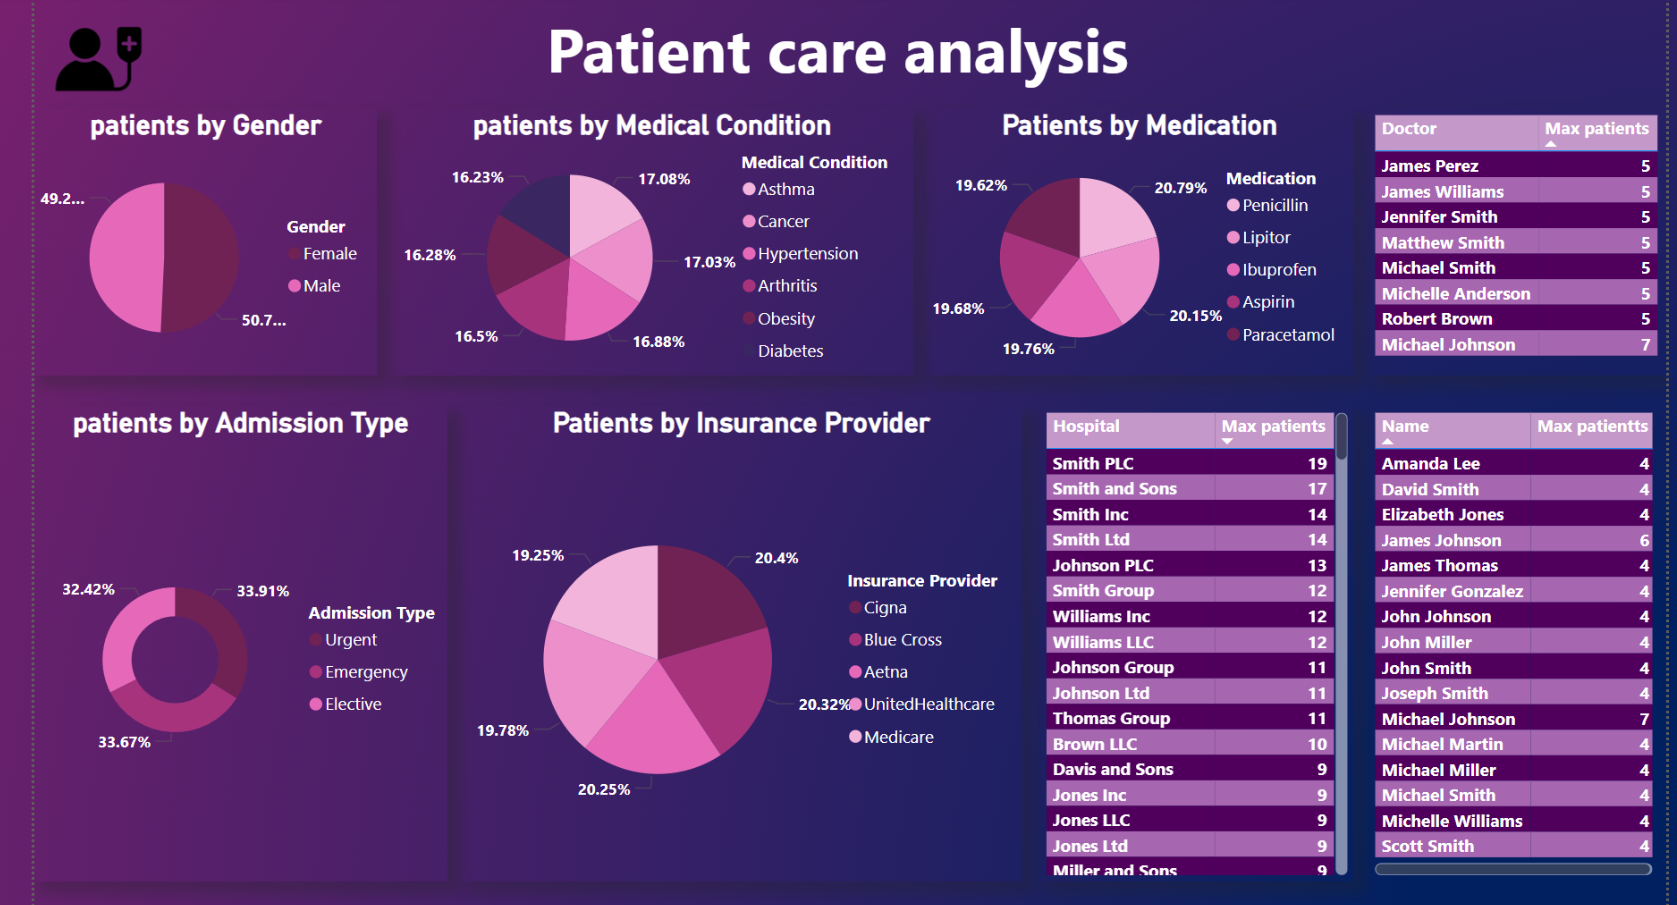 Patient care analysis
patients by Gender
49.2...
50.7...
Gender
Female
Male
patients by Medical Condition
16.23%
17.08%
16.28%
17.03%
16.5%
16.88%
Medical Condition
Asthma
Cancer
Hypertension
Arthritis
Obesity
Diabetes
Patients by Medication
19.62%
20.79%
19.68%
20.15%
19.76%
Medication
Penicillin
Lipitor
Ibuprofen
Aspirin
Paracetamol
Doctor Max patients
James Perez 5
James Williams 5
Jennifer Smith 5
Matthew Smith 5
Michael Smith 5
Michelle Anderson 5
Robert Brown 5
Michael Johnson 7
patients by Admission Type
32.42%
33.91%
33.67%
Admission Type
Urgent
Emergency
Elective
Patients by Insurance Provider
19.25%
20.4%
20.32%
19.78%
20.25%
Insurance Provider
Cigna
Blue Cross
Aetna
UnitedHealthcare
Medicare
Hospital Max patients
Smith PLC 19
Smith and Sons 17
Smith Inc 14
Smith Ltd 14
Johnson PLC 13
Smith Group 12
Williams Inc 12
Williams LLC 12
Johnson Group 11
Johnson Ltd 11
Thomas Group 11
Brown LLC 10
Davis and Sons 9
Jones Inc 9
Jones LLC 9
Jones Ltd 9
Miller and Sons 9
Name Max patientts
Amanda Lee 4
David Smith 4
Elizabeth Jones 4
James Johnson 6
James Thomas 4
Jennifer Gonzalez 4
John Johnson 4
John Miller 4
John Smith 4
Joseph Smith 4
Michael Johnson 7
Michael Martin 4
Michael Miller 4
Michael Smith 4
Michelle Williams 4
Scott Smith 4